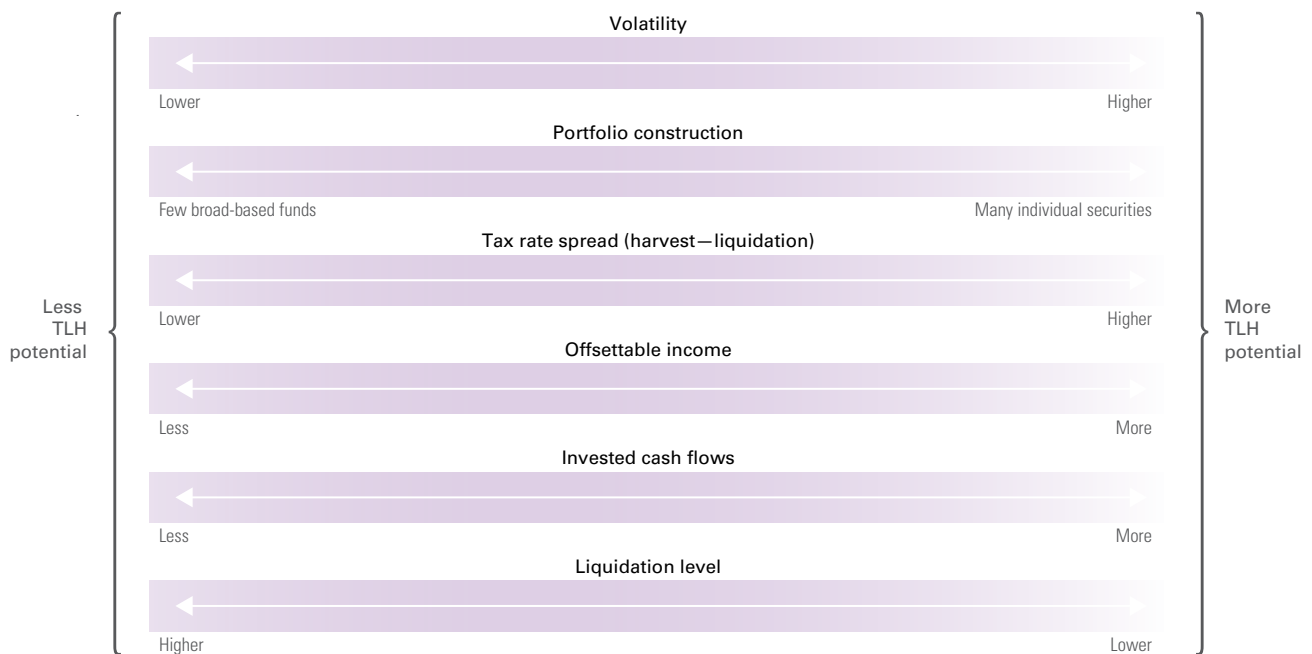 Volatility
Lower Higher
Portfolio construction
Few broad-based funds Many individual securities
Tax rate spread (harvest—liquidation)
Lower Higher
Less
TLH
potential
More
TLH
potential
Offsettable income
Less More
Invested cash flows
Less More
Liquidation level
Higher Lower